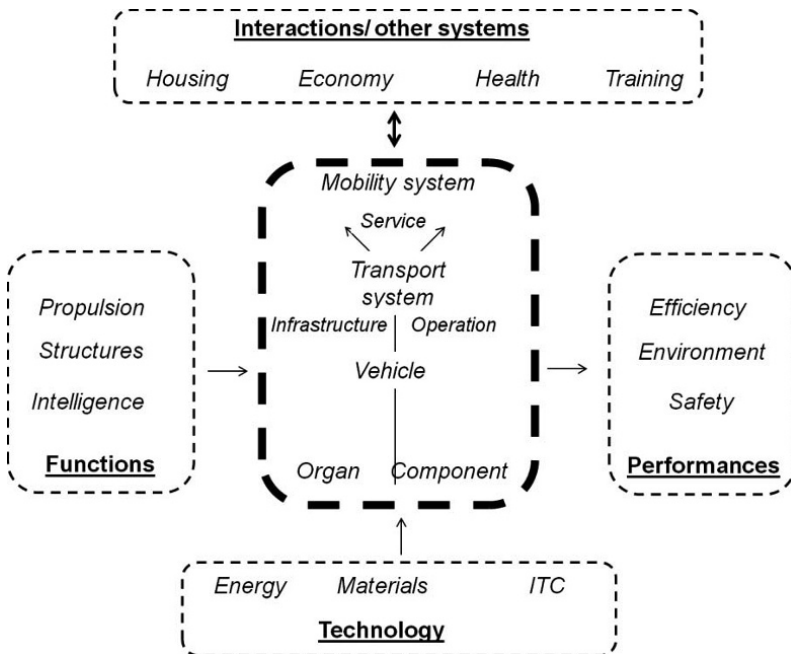 Interactions/ other systems
Housing Economy Health Training
Mobility system
Service
Transport
system
Infrastructure Operation
Vehicle
Organ Component
Propulsion
Structures
Intelligence
Functions
Efficiency
Environment
Safety
Performances
Energy Materials ITC
Technology